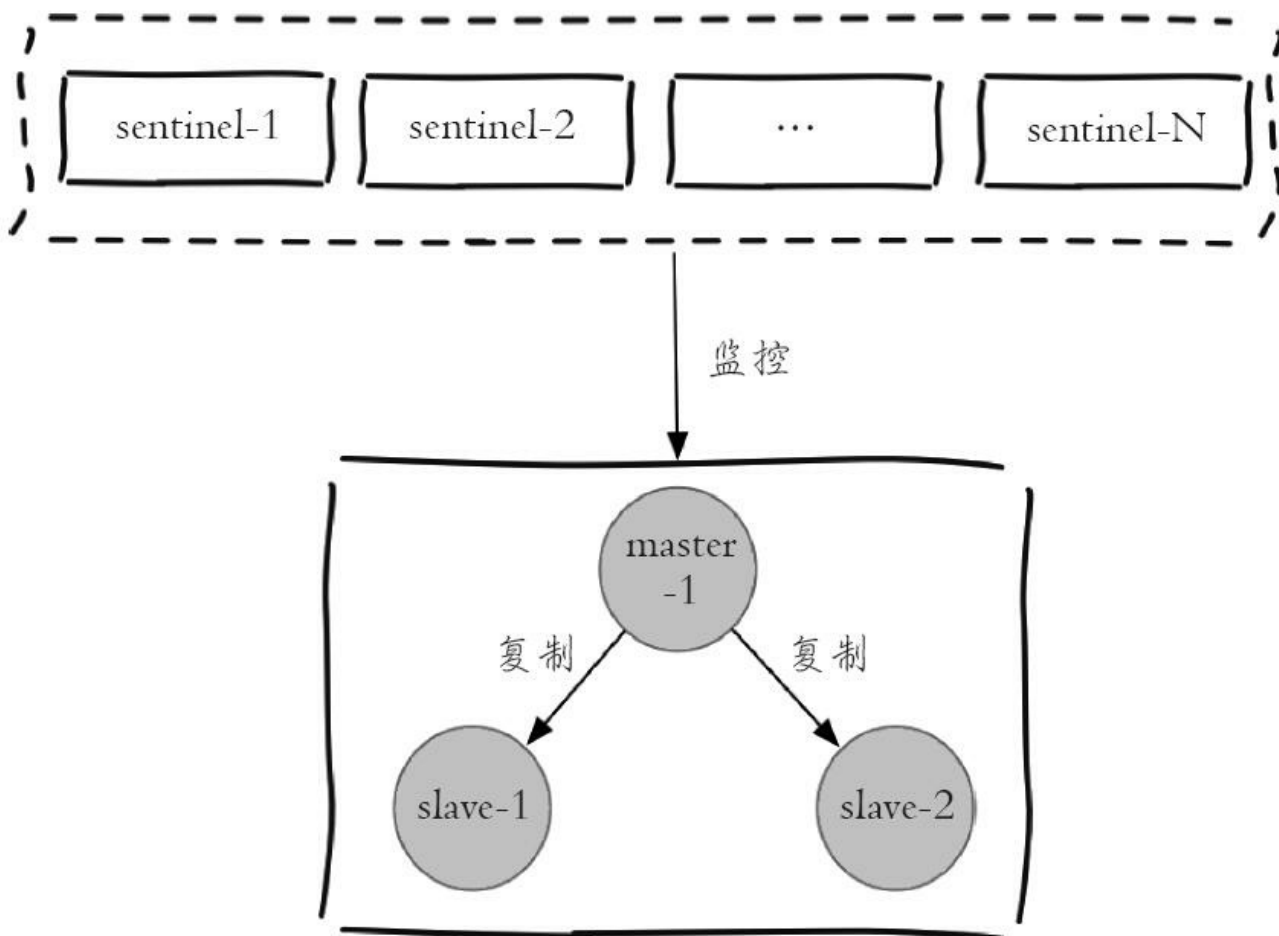 sentinel-1
sentinel-2
...
sentinel-N
监控
master
-1
复制
复制
slave-1
slave-2